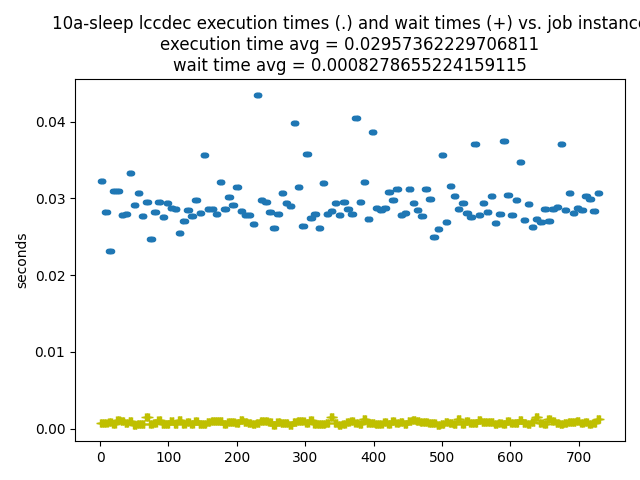 10a-sleep lccdec execution times (.) and wait times (+) vs. job instance
execution time avg = 0.02957362229706811
wait time avg = 0.0008278655224159115
seconds
0.04
0.03
0.02
0.01
0.00
0 100 200 300 400 500 600 700